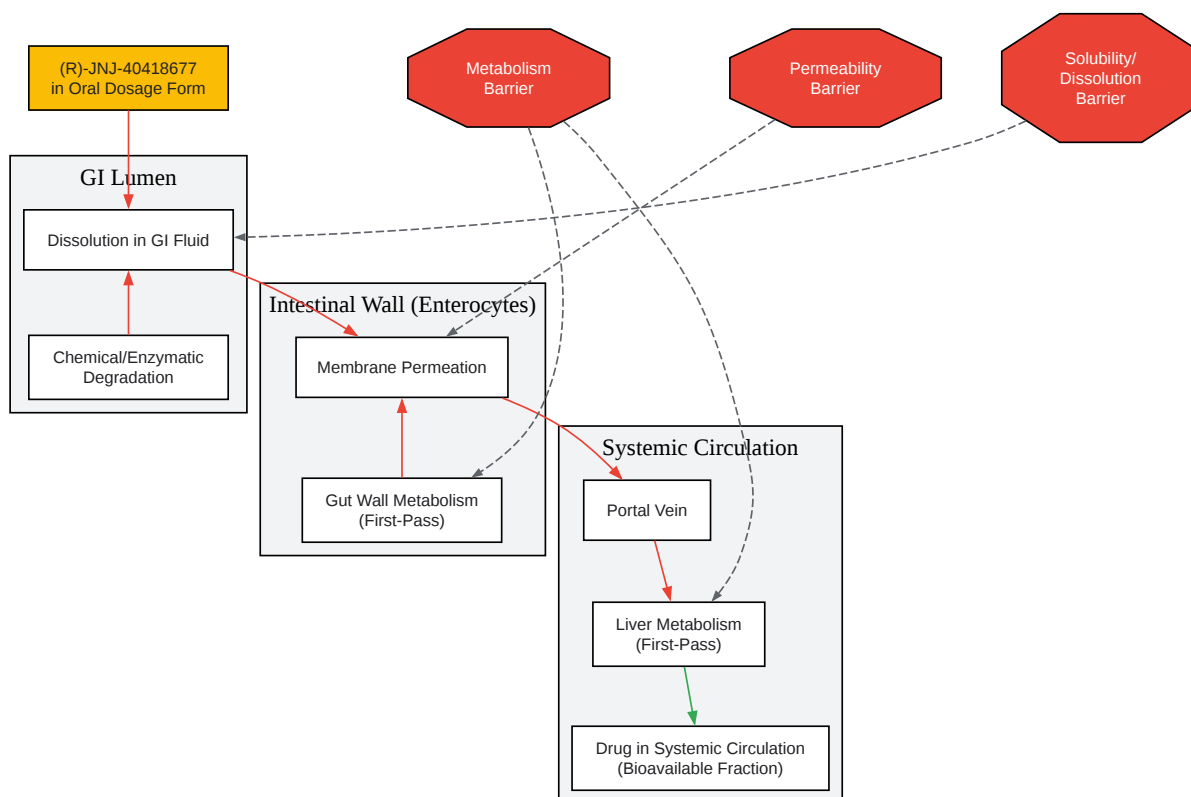 (R)-JNJ-40418677
in Oral Dosage Form
Metabolism
Barrier
Permeability
Barrier
Solubility/
Dissolution
Barrier
GI Lumen
Dissolution in GI Fluid
Chemical/Enzymatic
Degradation
Intestinal Wall (Enterocytes)
Membrane Permeation
Gut Wall Metabolism
(First-Pass)
Systemic Circulation
Portal Vein
Liver Metabolism
(First-Pass)
Drug in Systemic Circulation
(Bioavailable Fraction)